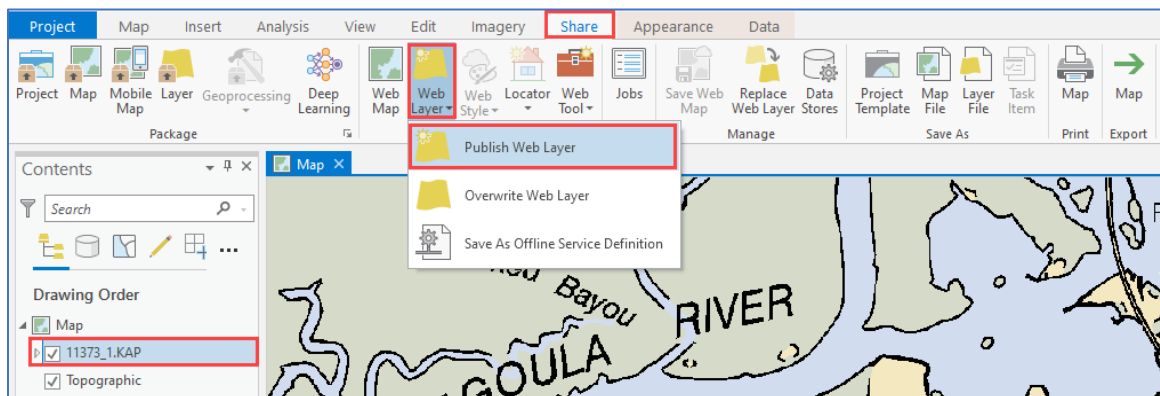 Project Map Insert Analysis View Edit Imagery Share Appearance Data
Project Map Mobile Layer Geoprocessing Deep Web Web Web Locator Web Jobs Save Web Replace Data Project Map Layer Task Map Map
Map Learning Map Layer Style Tool Map Web Layer Stores Template File File Item
Package Manage Save As Print Export
Publish Web Layer
Overwrite Web Layer
Save As Offline Service Definition
Contents
Map
Search
Drawing Order
Map
11373_1.KAP
Topographic
Bayou
RIVER
GOULA